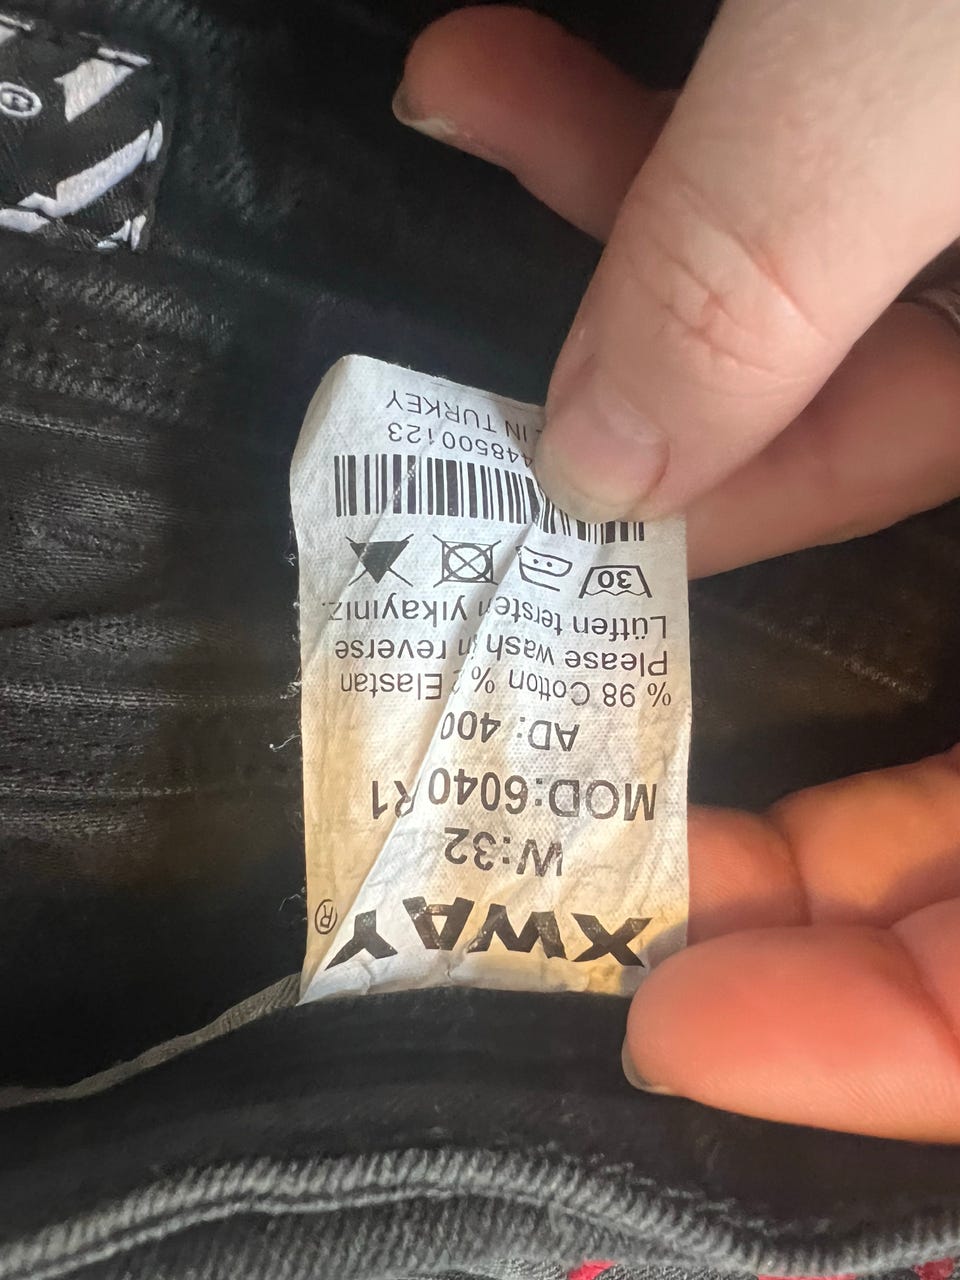 XWAY®
W:32
MOD:6040 R1
AD: 400
% 98 Cotton % 2 Elastan
Please wash in reverse
Lütfen tersten yıkayınız.
30
448500123
IN TURKEY
®